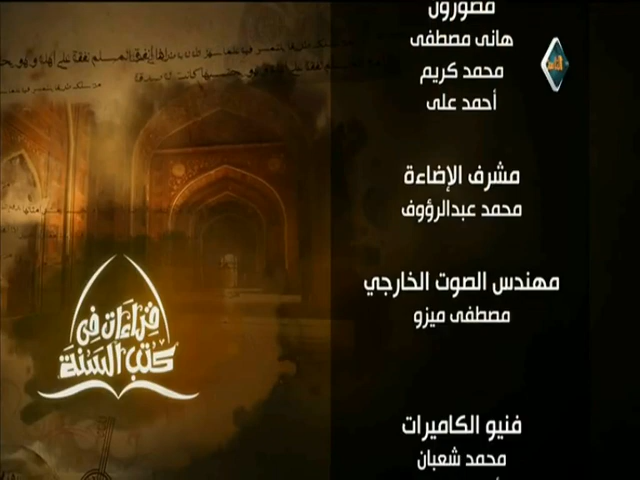 مصورون
هانى مصطفى
محمد كريم
أحمد على
مشرف الإضاءة
محمد عبدالرؤوف
مهندس الصوت الخارجي
مصطفى ميزو
فنيو الكاميرات
محمد شعبان
قراءات فى
كتب السنة